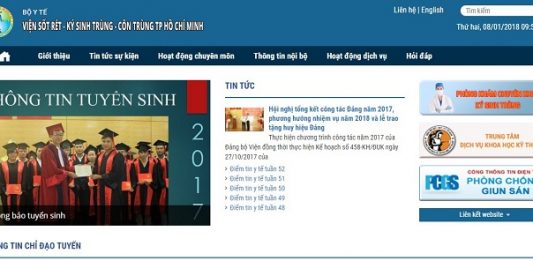 BỘ Y TẾ
VIỆN SỐT RÉT - KÝ SINH TRÙNG - CÔN TRÙNG TP HỒ CHÍ MINH
Liên hệ | English
Tìm kiếm
Thứ hai, 08/01/2018 09:5
Giới thiệu
Tin tức sự kiện
Hoạt động chuyên môn
Thông tin nội bộ
Hoạt động dịch vụ
Hỏi đáp
HÔNG TIN TUYỂN SINH
2017
ng báo tuyển sinh
TIN TỨC
Hội nghị tổng kết công tác Đảng năm 2017,
phương hướng nhiệm vụ năm 2018 và lễ trao
tặng huy hiệu Đảng
Thực hiện chương trình công tác năm 2017 của
Đảng bộ Viện đồng thời thực hiện Kế hoạch số 458-KH/ĐUK ngày
27/10/2017 của
› Điểm tin y tế tuần 52
› Điểm tin y tế tuần 51
› Điểm tin y tế tuần 50
› Điểm tin y tế tuần 49
› Điểm tin y tế tuần 48
PHÒNG KHÁM CHUYÊN KH
KÝ SINH TRÙNG
TRUNG TÂM
DỊCH VỤ KHOA HỌC KỸ TH
CỔNG THÔNG TIN ĐIỆN T
PHÒNG CHỐN
GIUN SÁN
Liên kết website
NG TIN CHỈ ĐẠO TUYẾN